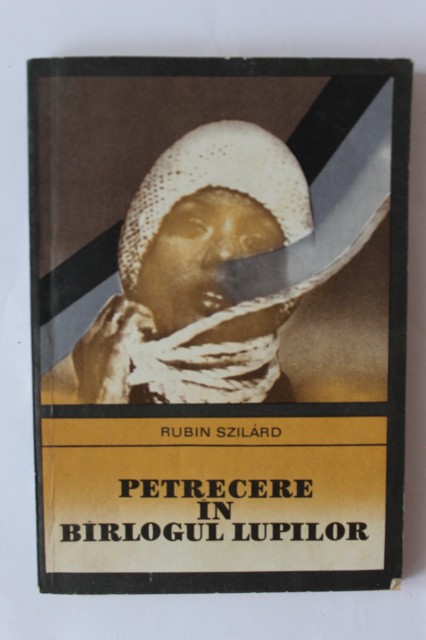 RUBIN SZILÁRD
PETRECERE
ÎN
BÎRLOGUL LUPILOR